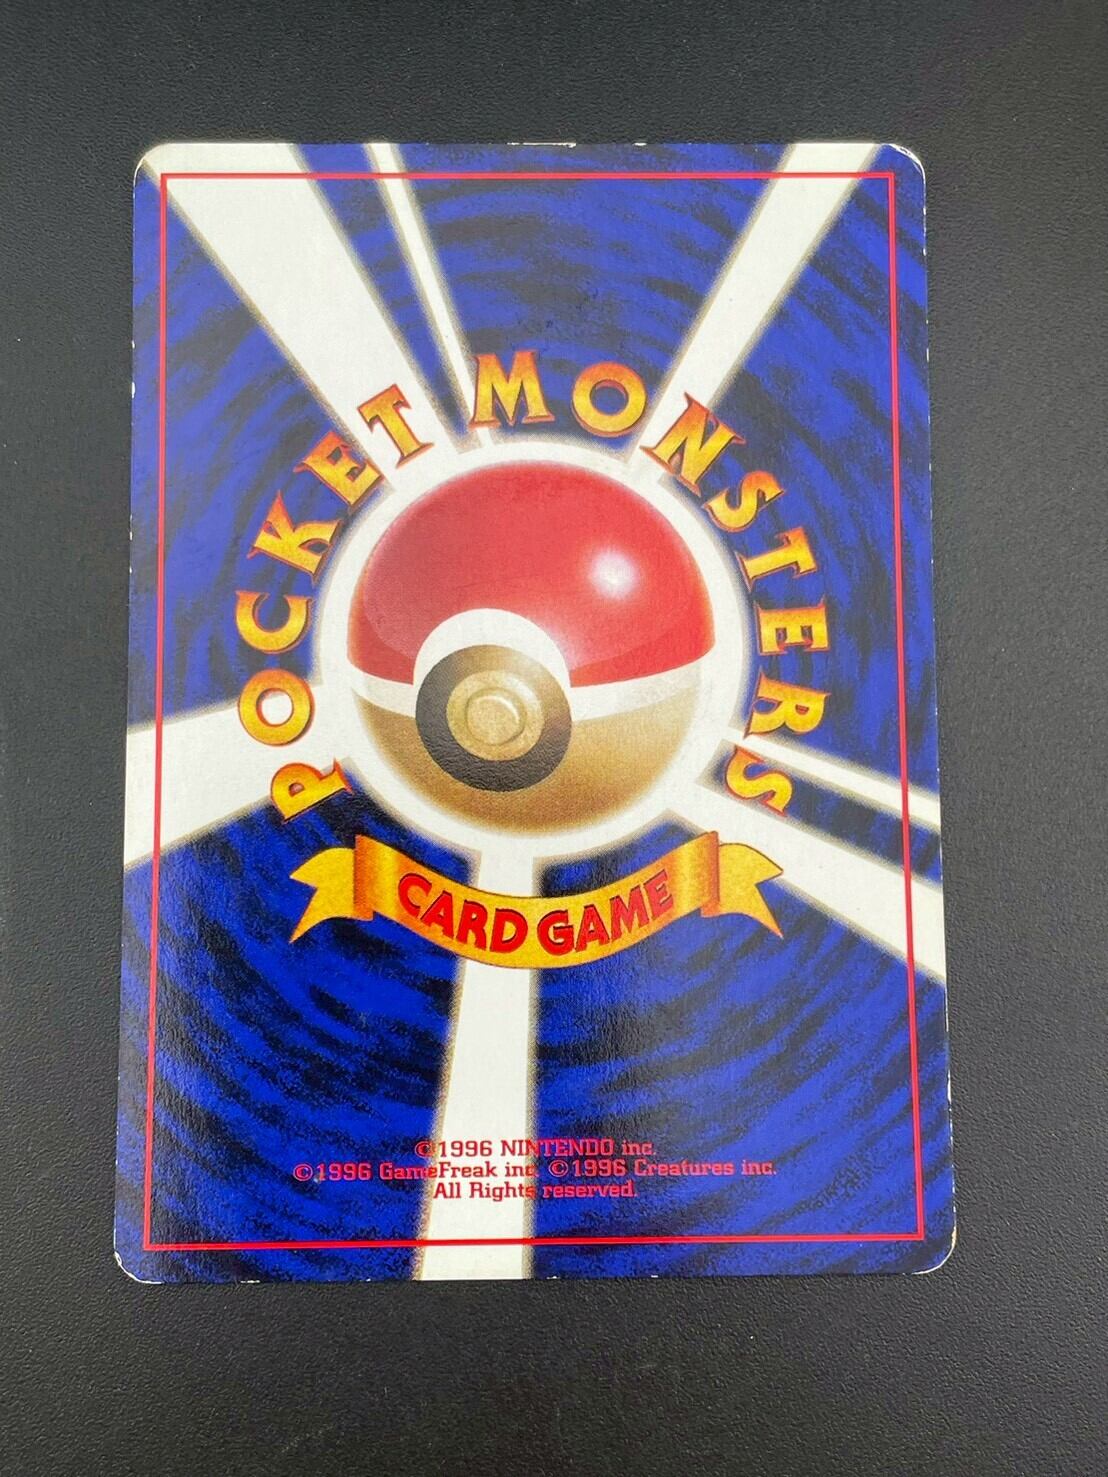 POCKET MONSTERS
CARD GAME
©1996 NINTENDO inc.
©1996 GameFreak inc. ©1996 Creatures inc.
All Rights reserved.